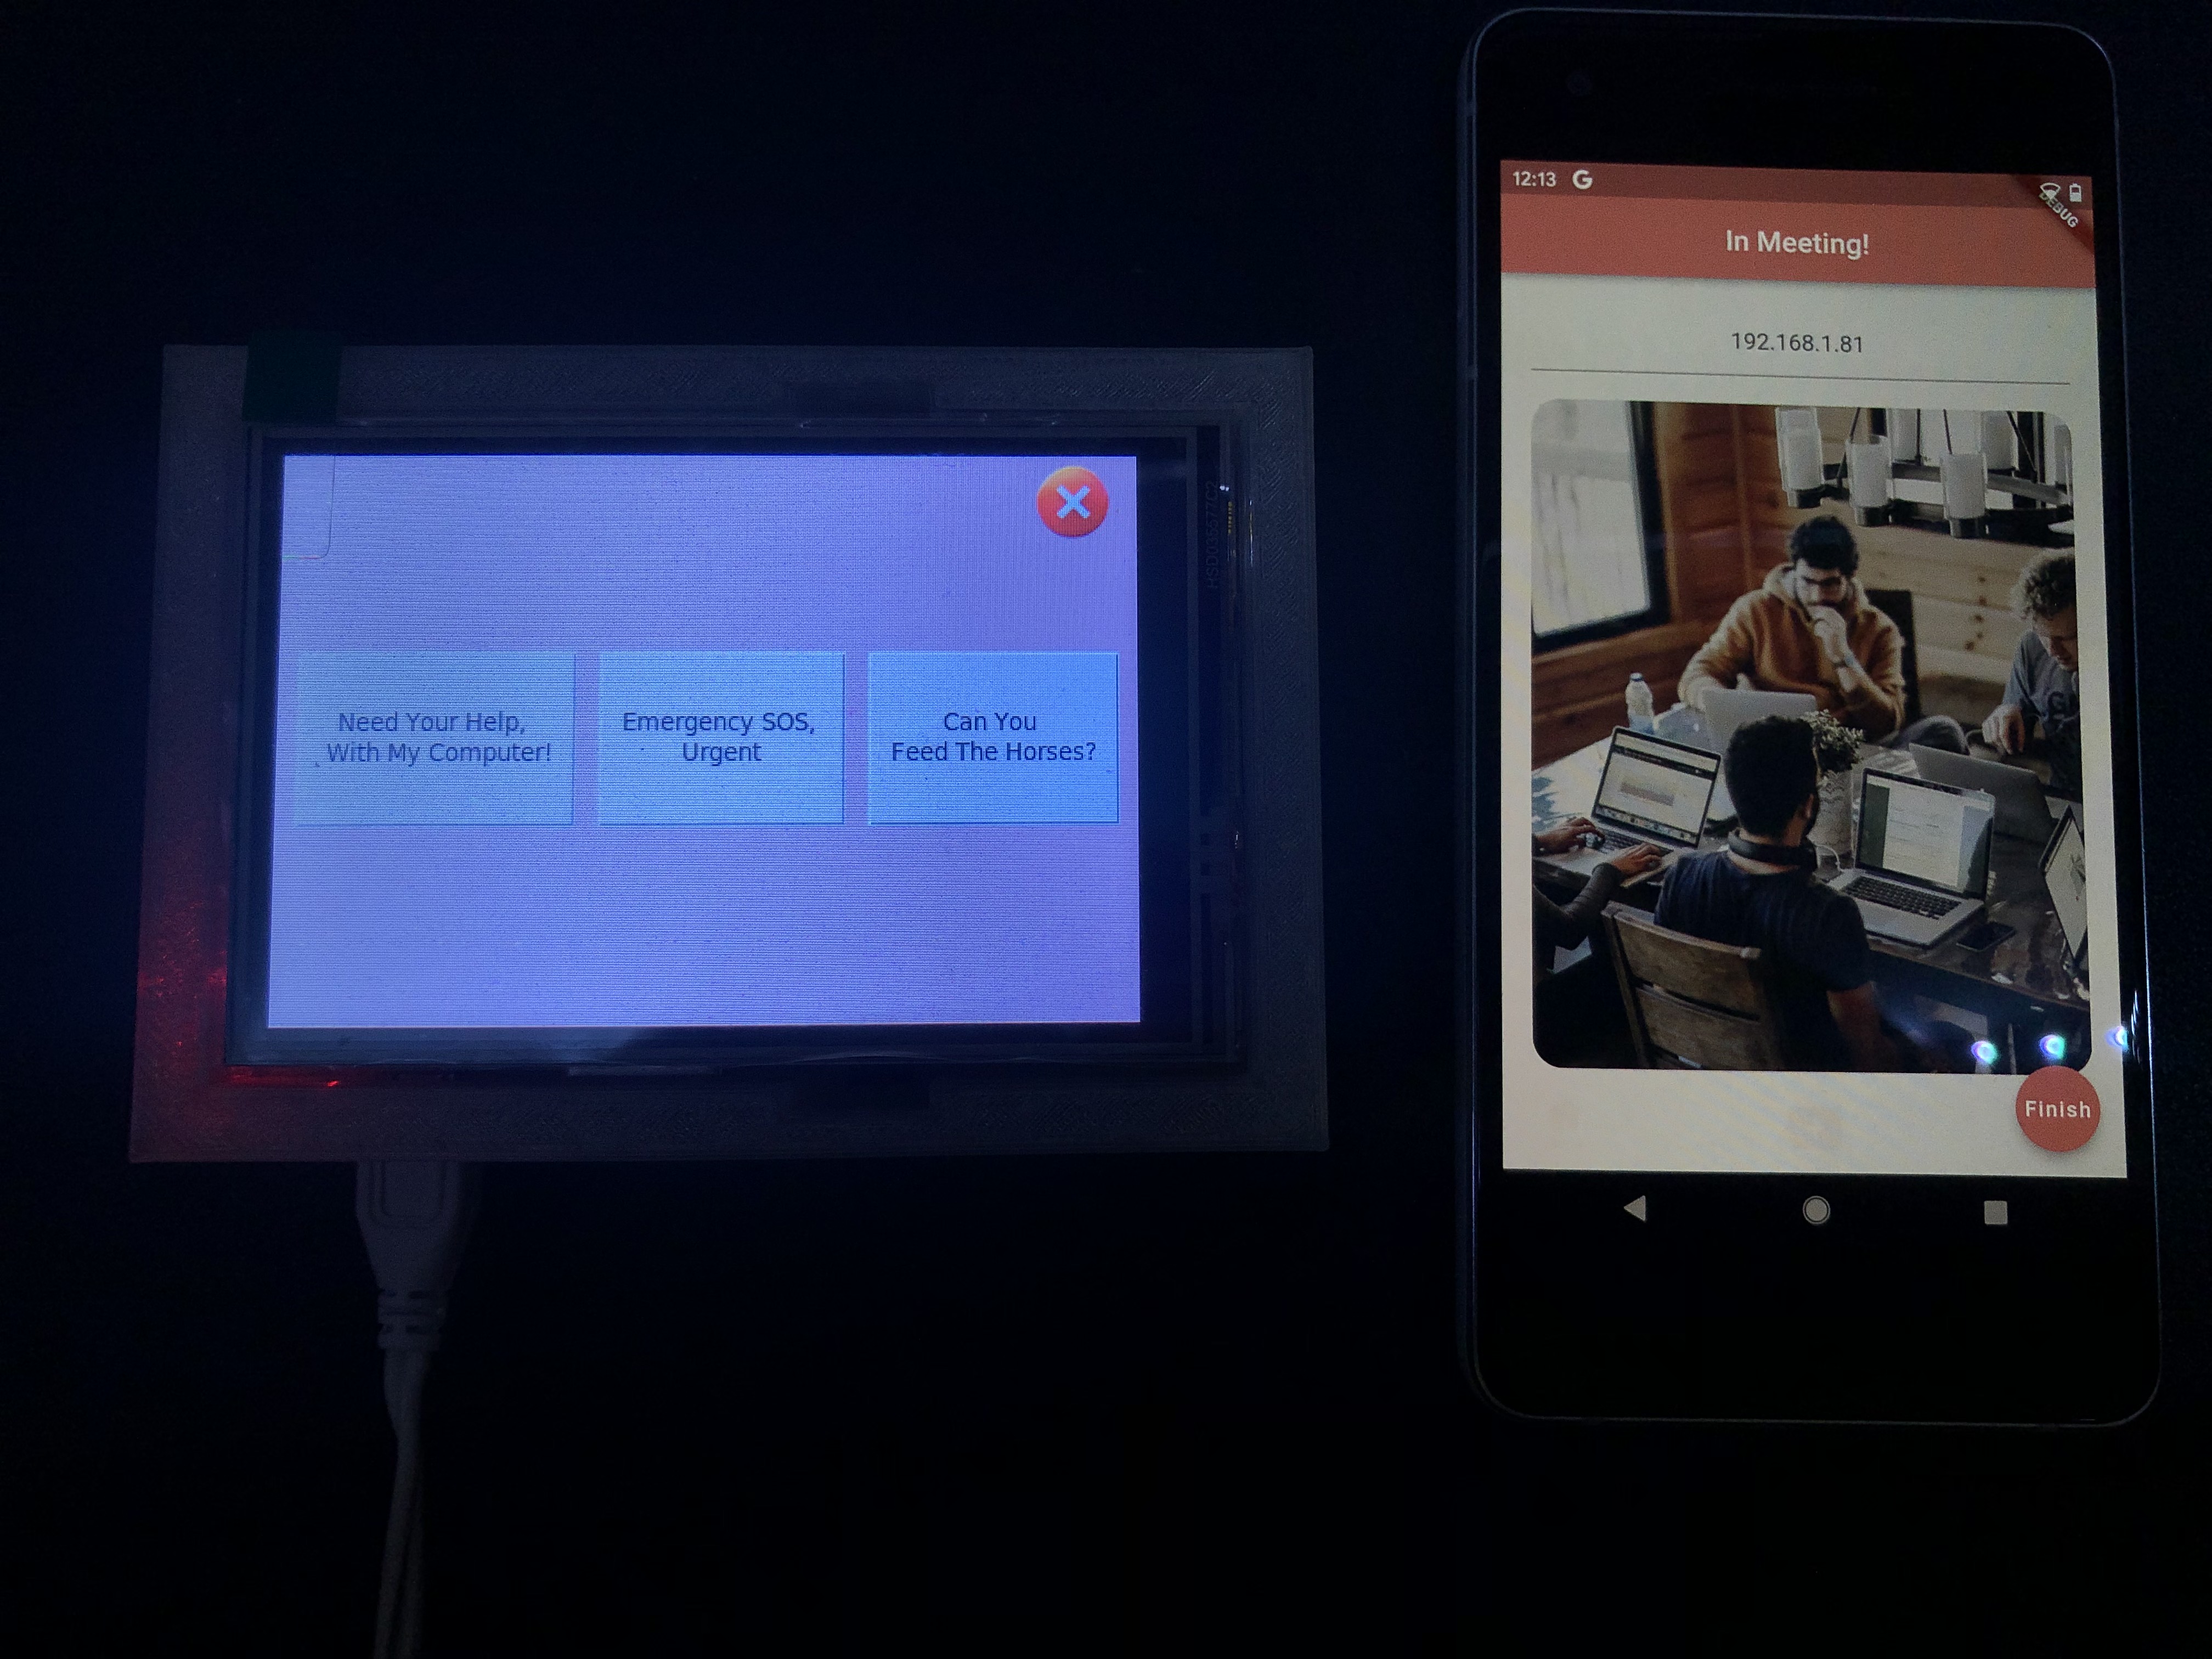 Need Your Help,
With My Computer!
Emergency SOS,
Urgent
Can You
Feed The Horses?
12:13 G
DEBUG
In Meeting!
192.168.1.81
Finish